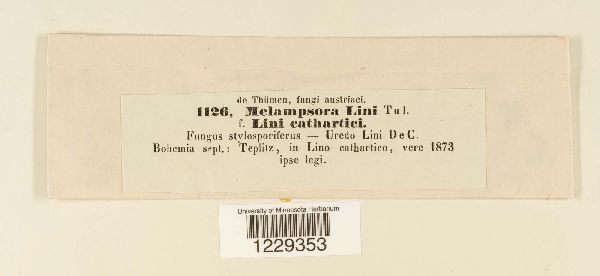 de Thümen, fungi austriaci.
1126, Melampsora Lini Tul.
f. Lini cathartici.
Fungus stylosporiferus — Uredo Lini DeC.
Bohemia sept.: Teplitz, in Lino cathartico, vere 1873
ipse legi.
University of Minnesota Herbarium
1229353